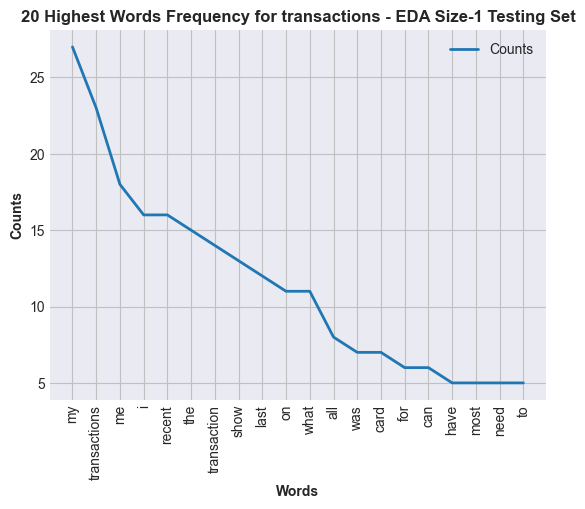 20 Highest Words Frequency for transactions - EDA Size-1 Testing Set
Counts
25
20
15
10
5
Counts
my
transactions
me
i
recent
the
transaction
show
last
on
what
all
was
card
for
can
have
most
need
to
Words